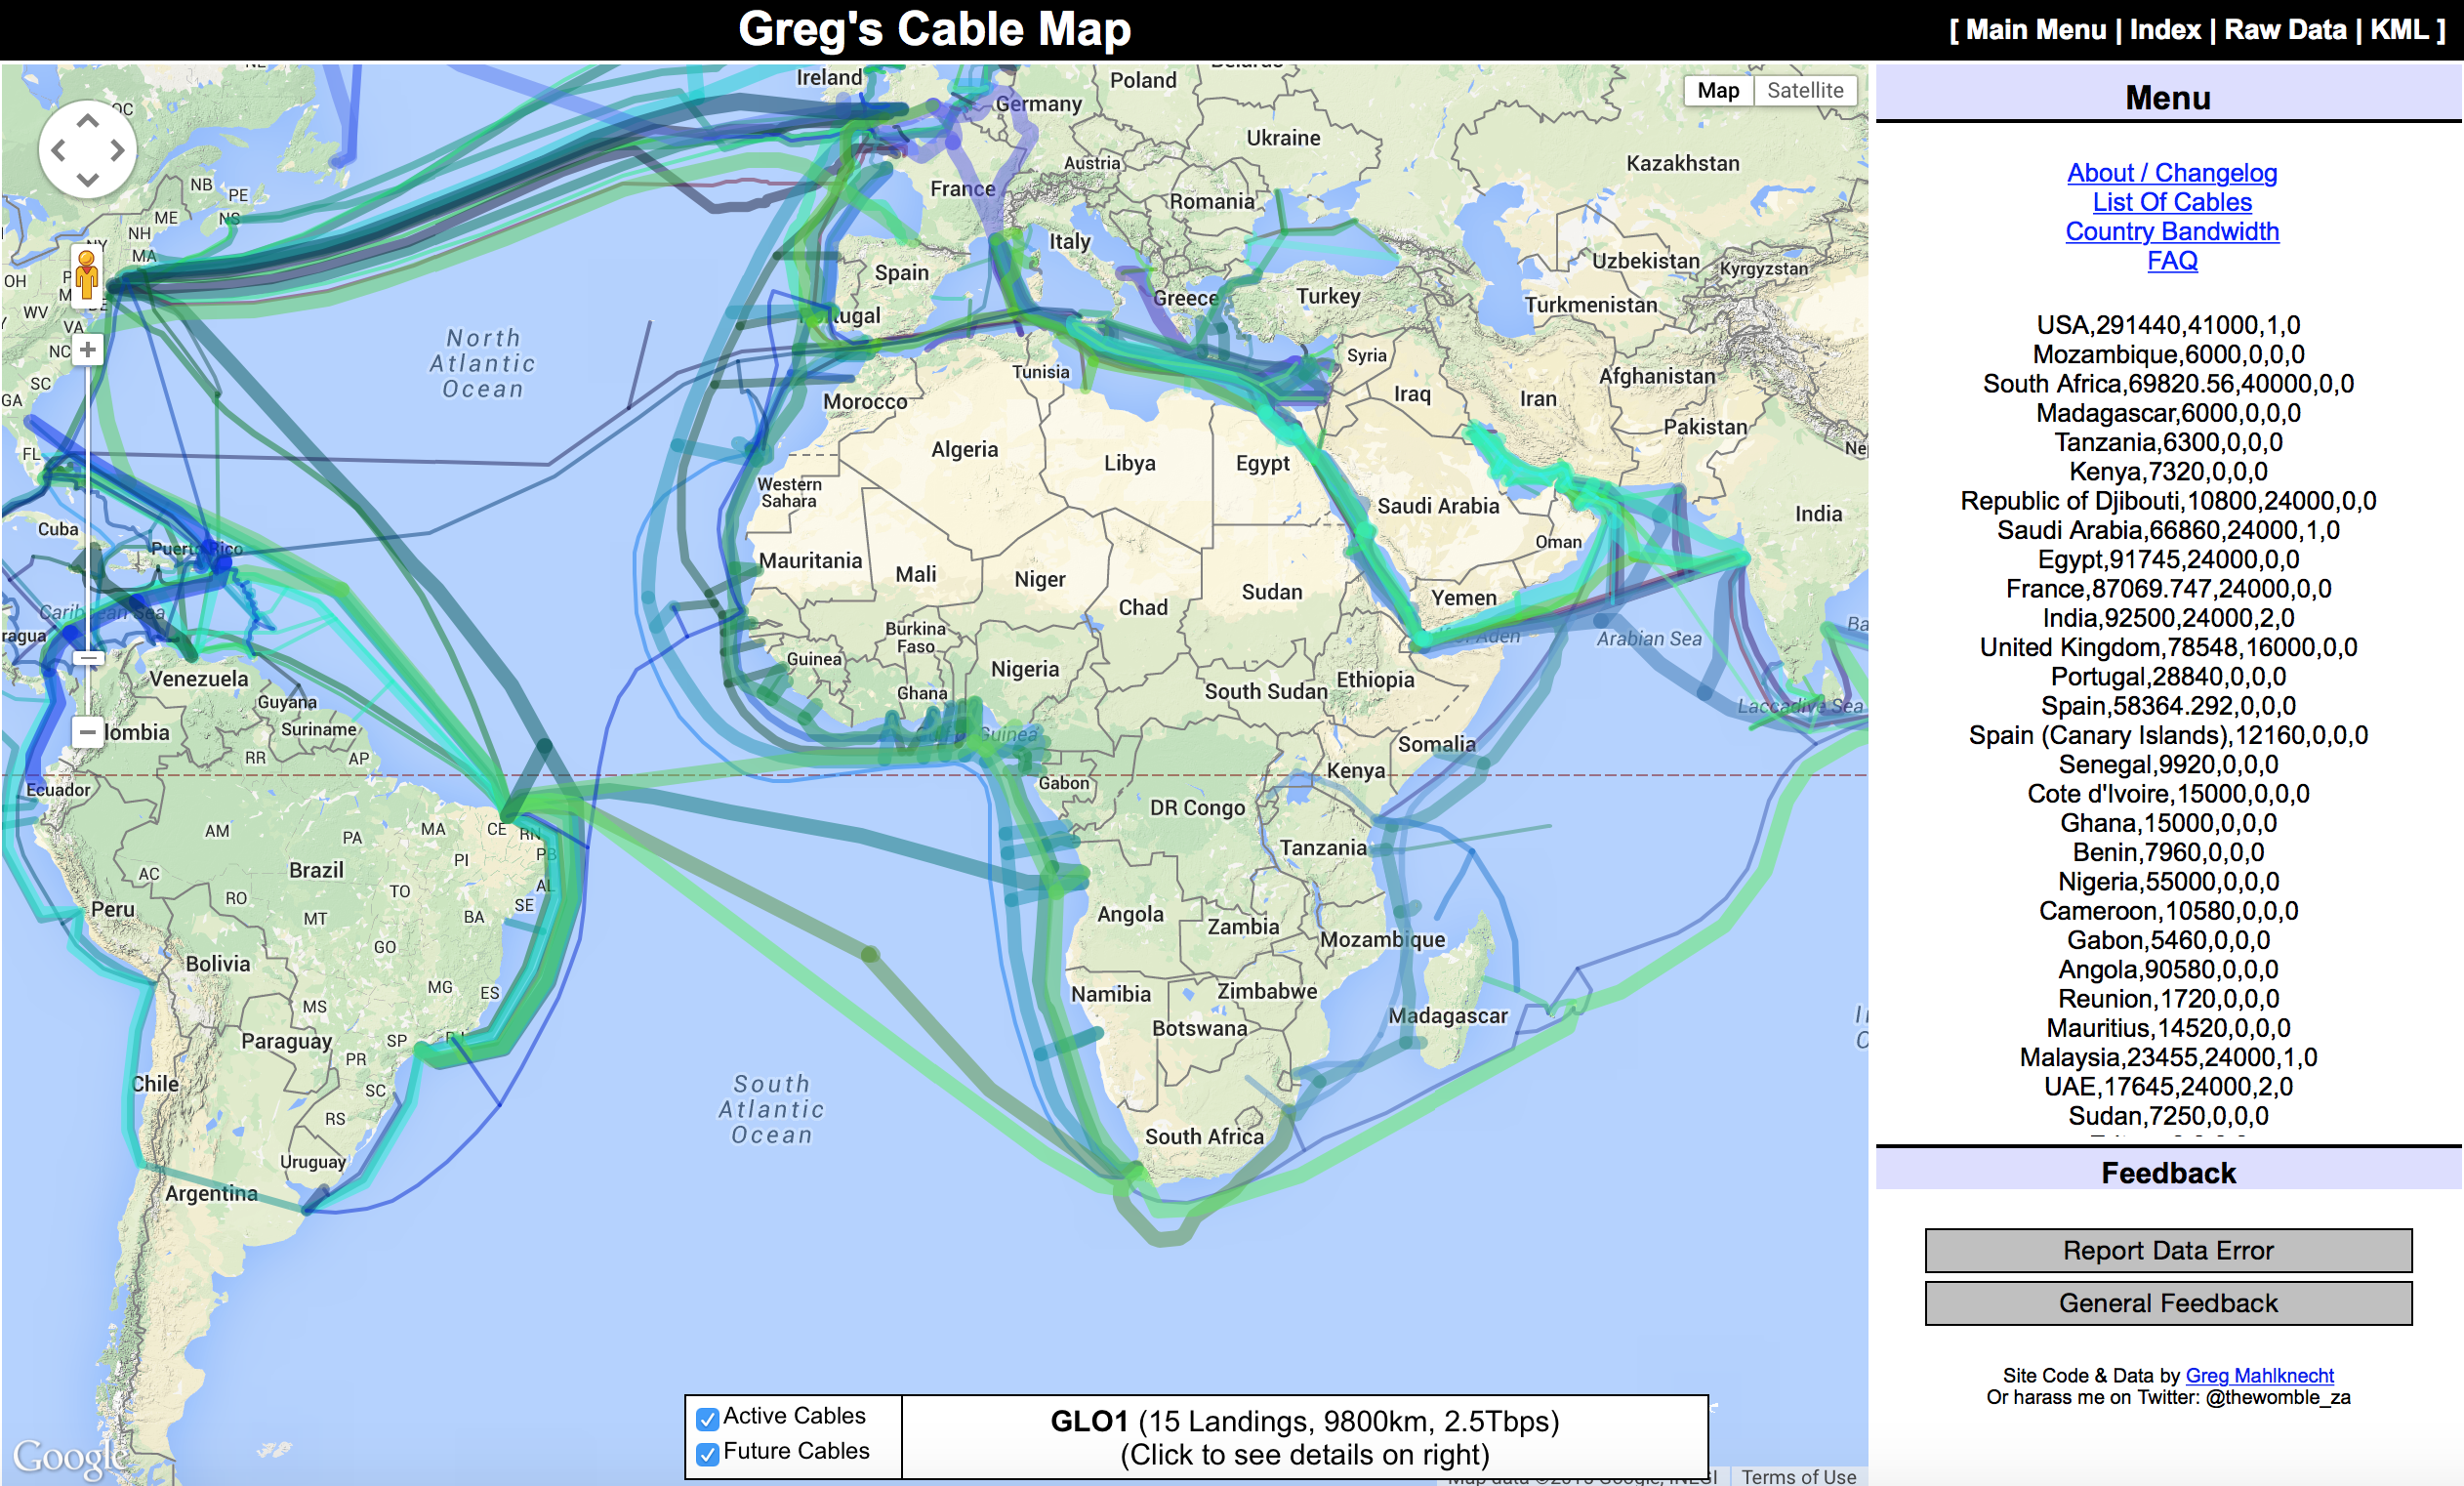 Greg's Cable Map
[ Main Menu | Index | Raw Data | KML ]
Map
Satellite
Ireland
Poland
Germany
Ukraine
Kazakhstan
Austria
France
Romania
NB
PE
ME
NS
NH
MA
Italy
Uzbekistan
Kyrgyzstan
Spain
Greece
Turkey
Turkmenistan
OH
WV
VA
NC
SC
GA
FL
North
Atlantic
Ocean
Syria
Tunisia
Afghanistan
Morocco
Iraq
Iran
Pakistan
Algeria
Libya
Egypt
Western
Sahara
Saudi Arabia
India
Cuba
Puerto Rico
Oman
Mauritania
Mali
Niger
Chad
Sudan
Yemen
Caribbean Sea
Arabian Sea
Burkina
Faso
Guinea
Nigeria
Ghana
South Sudan
Ethiopia
Laccadive Sea
Venezuela
Guyana
Suriname
Guinea
Somalia
RR
AP
Gabon
Kenya
Ecuador
DR Congo
AM
PA
MA
CE
RN
PB
PI
Tanzania
Brazil
AC
RO
TO
AL
MT
BA
SE
Peru
Angola
Zambia
Mozambique
GO
Bolivia
MG
ES
MS
Namibia
Zimbabwe
Madagascar
Botswana
Paraguay
SP
PR
SC
RS
Chile
South
Atlantic
Ocean
South Africa
Uruguay
Argentina
Active Cables
Future Cables
GLO1 (15 Landings, 9800km, 2.5Tbps)
(Click to see details on right)
Google
Terms of Use
Menu
About / Changelog
List Of Cables
Country Bandwidth
FAQ
USA,291440,41000,1,0
Mozambique,6000,0,0,0
South Africa,69820.56,40000,0,0
Madagascar,6000,0,0,0
Tanzania,6300,0,0,0
Kenya,7320,0,0,0
Republic of Djibouti,10800,24000,0,0
Saudi Arabia,66860,24000,1,0
Egypt,91745,24000,0,0
France,87069.747,24000,0,0
India,92500,24000,2,0
United Kingdom,78548,16000,0,0
Portugal,28840,0,0,0
Spain,58364.292,0,0,0
Spain (Canary Islands),12160,0,0,0
Senegal,9920,0,0,0
Cote d'Ivoire,15000,0,0,0
Ghana,15000,0,0,0
Benin,7960,0,0,0
Nigeria,55000,0,0,0
Cameroon,10580,0,0,0
Gabon,5460,0,0,0
Angola,90580,0,0,0
Reunion,1720,0,0,0
Mauritius,14520,0,0,0
Malaysia,23455,24000,1,0
UAE,17645,24000,2,0
Sudan,7250,0,0,0
Feedback
Report Data Error
General Feedback
Site Code & Data by Greg Mahlknecht
Or harass me on Twitter: @thewomble_za